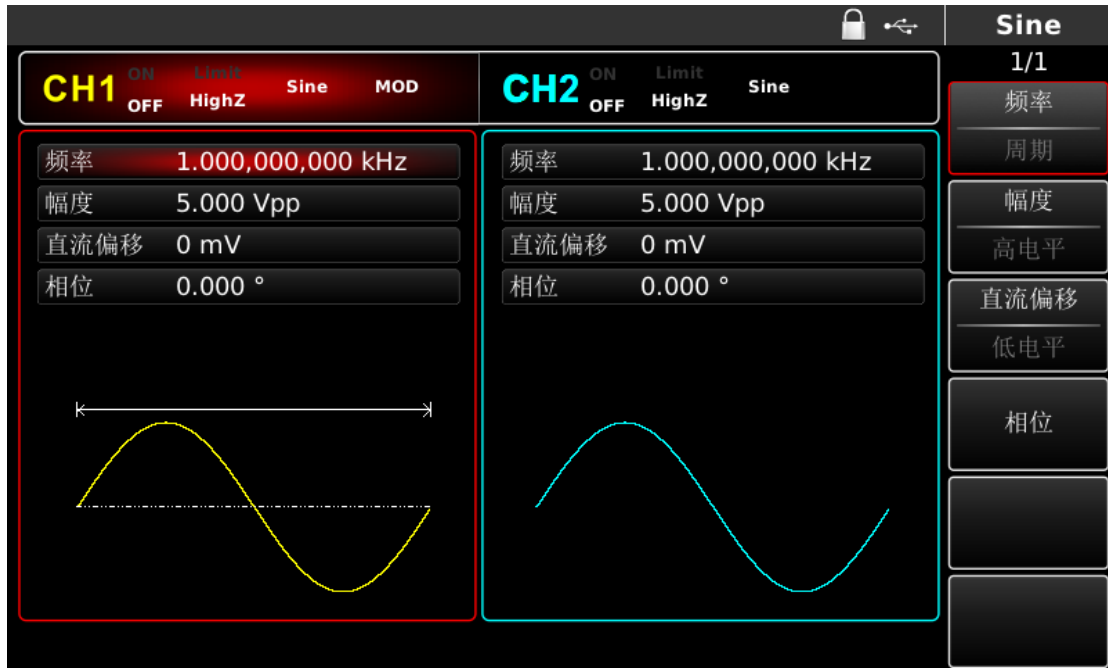 Sine
1/1
CH1 ON OFF Limit HighZ Sine MOD
CH2 ON OFF Limit HighZ Sine
频率 1.000,000,000 kHz
幅度 5.000 Vpp
直流偏移 0 mV
相位 0.000 °
频率 1.000,000,000 kHz
幅度 5.000 Vpp
直流偏移 0 mV
相位 0.000 °
频率
周期
幅度
高电平
直流偏移
低电平
相位